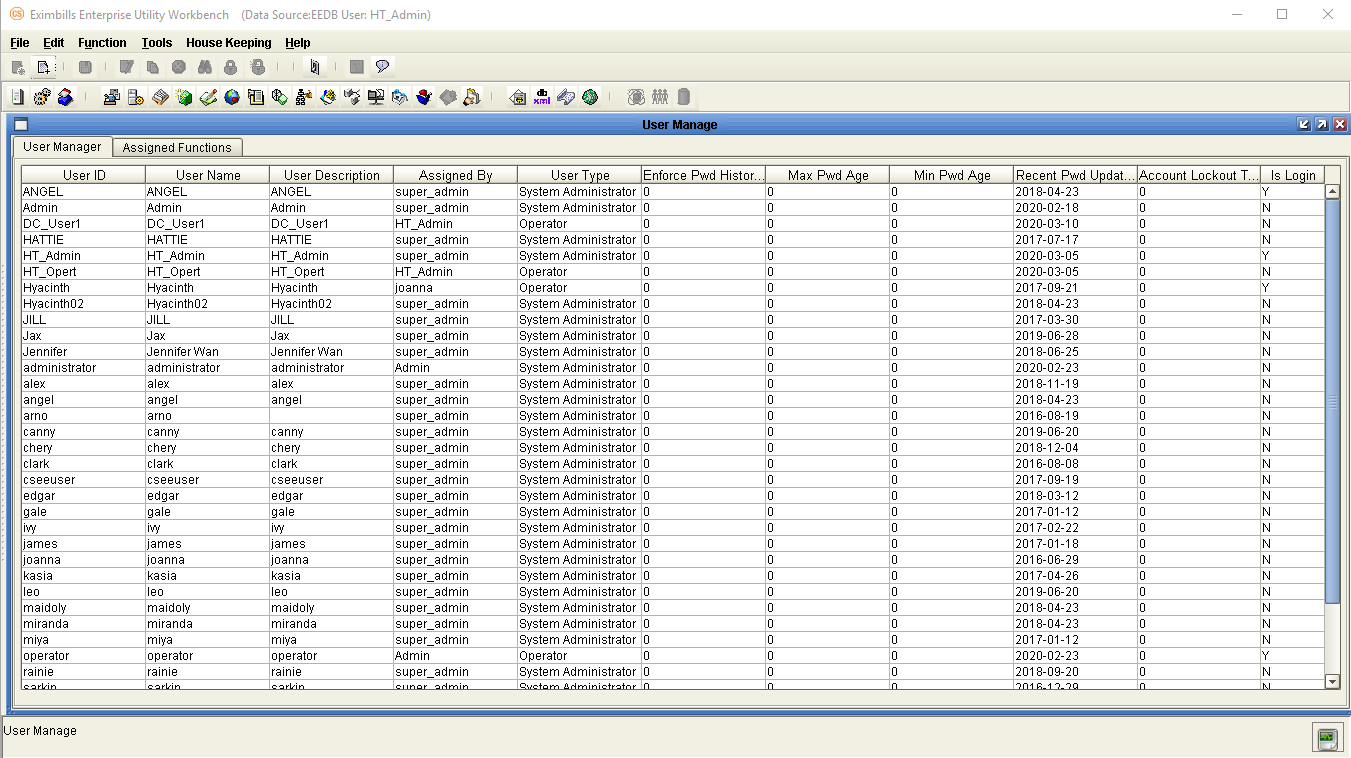 Eximbills Enterprise Utility Workbench (Data Source:EEDB User: HT_Admin)
File Edit Function Tools House Keeping Help
User Manage
User Manager Assigned Functions
User ID User Name User Description Assigned By User Type Enforce Pwd Histor... Max Pwd Age Min Pwd Age Recent Pwd Updat... Account Lockout T... Is Login
ANGEL ANGEL ANGEL super_admin System Administrator 0 0 0 2018-04-23 0 Y
Admin Admin Admin super_admin System Administrator 0 0 0 2020-02-18 0 N
DC_User1 DC_User1 DC_User1 HT_Admin Operator 0 0 0 2020-03-10 0 N
HATTIE HATTIE HATTIE super_admin System Administrator 0 0 0 2017-07-17 0 N
HT_Admin HT_Admin HT_Admin super_admin System Administrator 0 0 0 2020-03-05 0 Y
HT_Opert HT_Opert HT_Opert HT_Admin Operator 0 0 0 2020-03-05 0 N
Hyacinth Hyacinth Hyacinth joanna Operator 0 0 0 2017-09-21 0 Y
Hyacinth02 Hyacinth02 Hyacinth02 super_admin System Administrator 0 0 0 2018-04-23 0 N
JILL JILL JILL super_admin System Administrator 0 0 0 2017-03-30 0 N
Jax Jax Jax super_admin System Administrator 0 0 0 2019-06-28 0 N
Jennifer Jennifer Wan Jennifer Wan super_admin System Administrator 0 0 0 2018-06-25 0 N
administrator administrator administrator Admin System Administrator 0 0 0 2020-02-23 0 N
alex alex alex super_admin System Administrator 0 0 0 2018-11-19 0 N
angel angel angel super_admin System Administrator 0 0 0 2018-04-23 0 N
arno arno super_admin System Administrator 0 0 0 2016-08-19 0 N
canny canny canny super_admin System Administrator 0 0 0 2019-06-20 0 N
chery chery chery super_admin System Administrator 0 0 0 2018-12-04 0 N
clark clark clark super_admin System Administrator 0 0 0 2016-08-08 0 N
cseeuser cseeuser cseeuser super_admin System Administrator 0 0 0 2017-09-19 0 N
edgar edgar edgar super_admin System Administrator 0 0 0 2018-03-12 0 N
gale gale gale super_admin System Administrator 0 0 0 2017-01-12 0 N
ivy ivy ivy super_admin System Administrator 0 0 0 2017-02-22 0 N
james james james super_admin System Administrator 0 0 0 2017-01-18 0 N
joanna joanna joanna super_admin System Administrator 0 0 0 2016-06-29 0 N
kasia kasia kasia super_admin System Administrator 0 0 0 2017-04-26 0 N
leo leo leo super_admin System Administrator 0 0 0 2019-06-20 0 N
maidoly maidoly maidoly super_admin System Administrator 0 0 0 2018-04-23 0 N
miranda miranda miranda super_admin System Administrator 0 0 0 2018-04-23 0 N
miya miya miya super_admin System Administrator 0 0 0 2017-01-12 0 N
operator operator operator Admin Operator 0 0 0 2020-02-23 0 Y
rainie rainie rainie super_admin System Administrator 0 0 0 2018-09-20 0 N
sarkin sarkin sarkin super_admin System Administrator 0 0 0 2016-12-29 0 N
User Manage